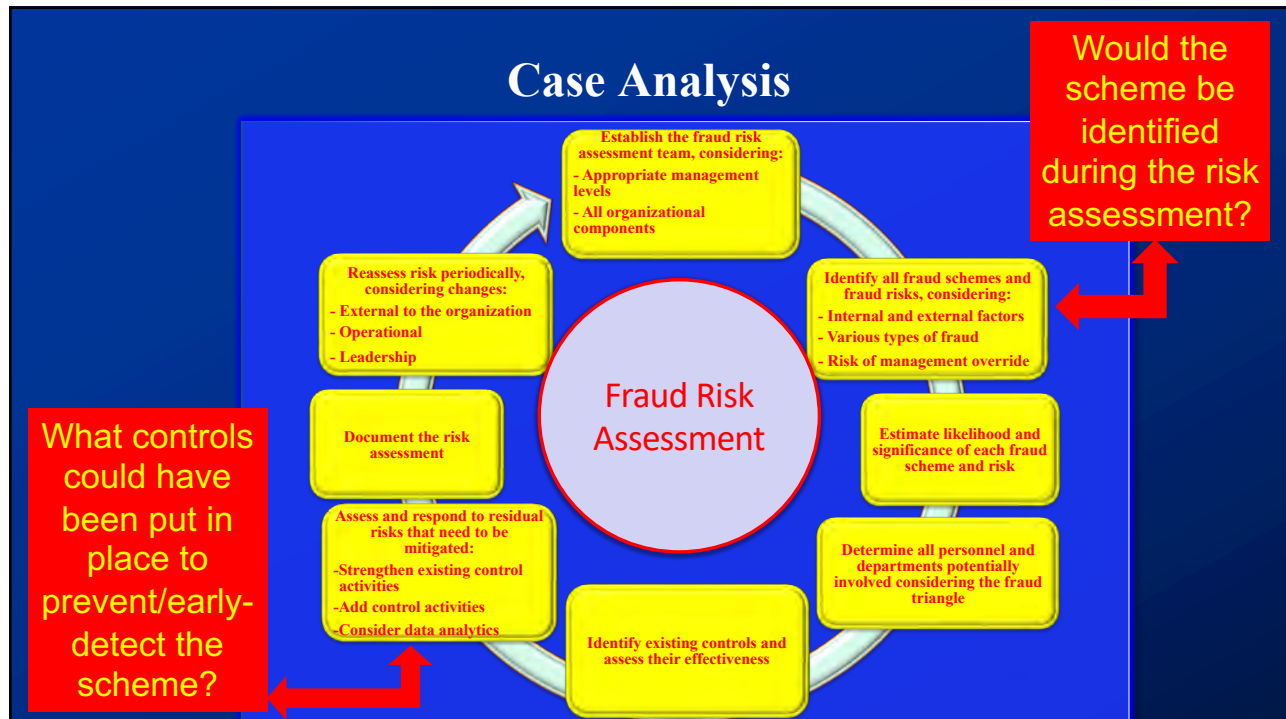 Case Analysis
Would the
scheme be
identified
during the risk
assessment?
Establish the fraud risk
assessment team, considering:
- Appropriate management
levels
- All organizational
components
Identify all fraud schemes and
fraud risks, considering:
- Internal and external factors
- Various types of fraud
- Risk of management override
Estimate likelihood and
significance of each fraud
scheme and risk
Determine all personnel and
departments potentially
involved considering the fraud
triangle
Identify existing controls and
assess their effectiveness
Assess and respond to residual
risks that need to be
mitigated:
-Strengthen existing control
activities
-Add control activities
-Consider data analytics
Document the risk
assessment
Reassess risk periodically,
considering changes:
- External to the organization
- Operational
- Leadership
Fraud Risk
Assessment
What controls
could have
been put in
place to
prevent/early-
detect the
scheme?